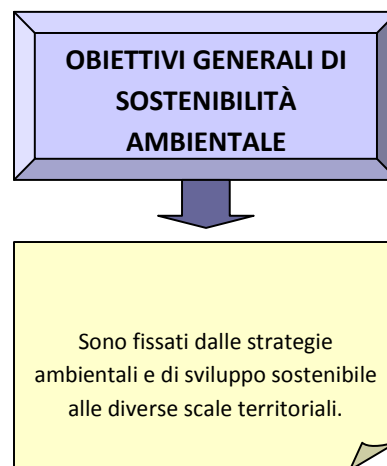 OBIETTIVI GENERALI DI
SOSTENIBILITÀ
AMBIENTALE
Sono fissati dalle strategie
ambientali e di sviluppo sostenibile
alle diverse scale territoriali.